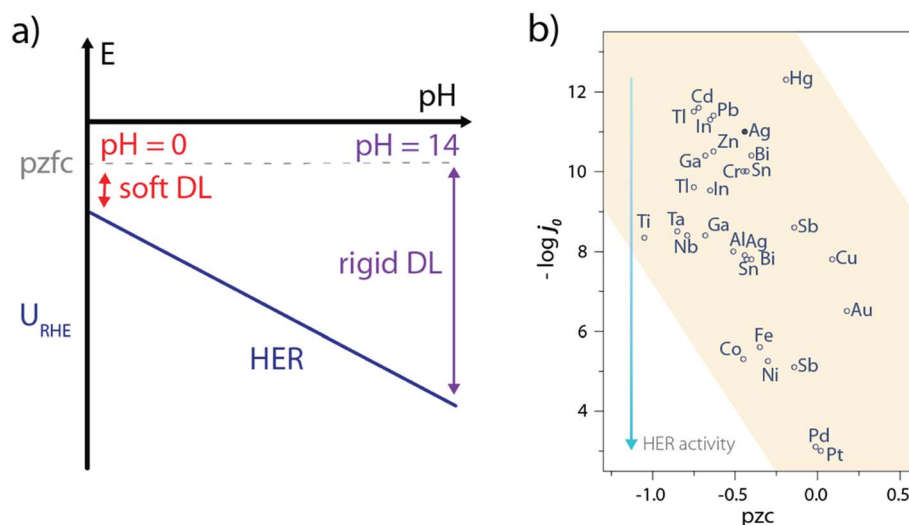 a)
E
pH
pH = 0
pH = 14
pzfc
soft DL
rigid DL
U_RHE
HER
b)
- log j₀
12
10
8
6
4
-1.0
-0.5
0.0
0.5
pzc
Hg
Cd
Pb
Tl
In
Ag
Zn
Bi
Ga
Cr
Sn
Tl
In
Ti
Ta
Nb
Ga
Al
Ag
Sn
Bi
Sb
Cu
Au
Fe
Co
Ni
Sb
Pd
Pt
HER activity